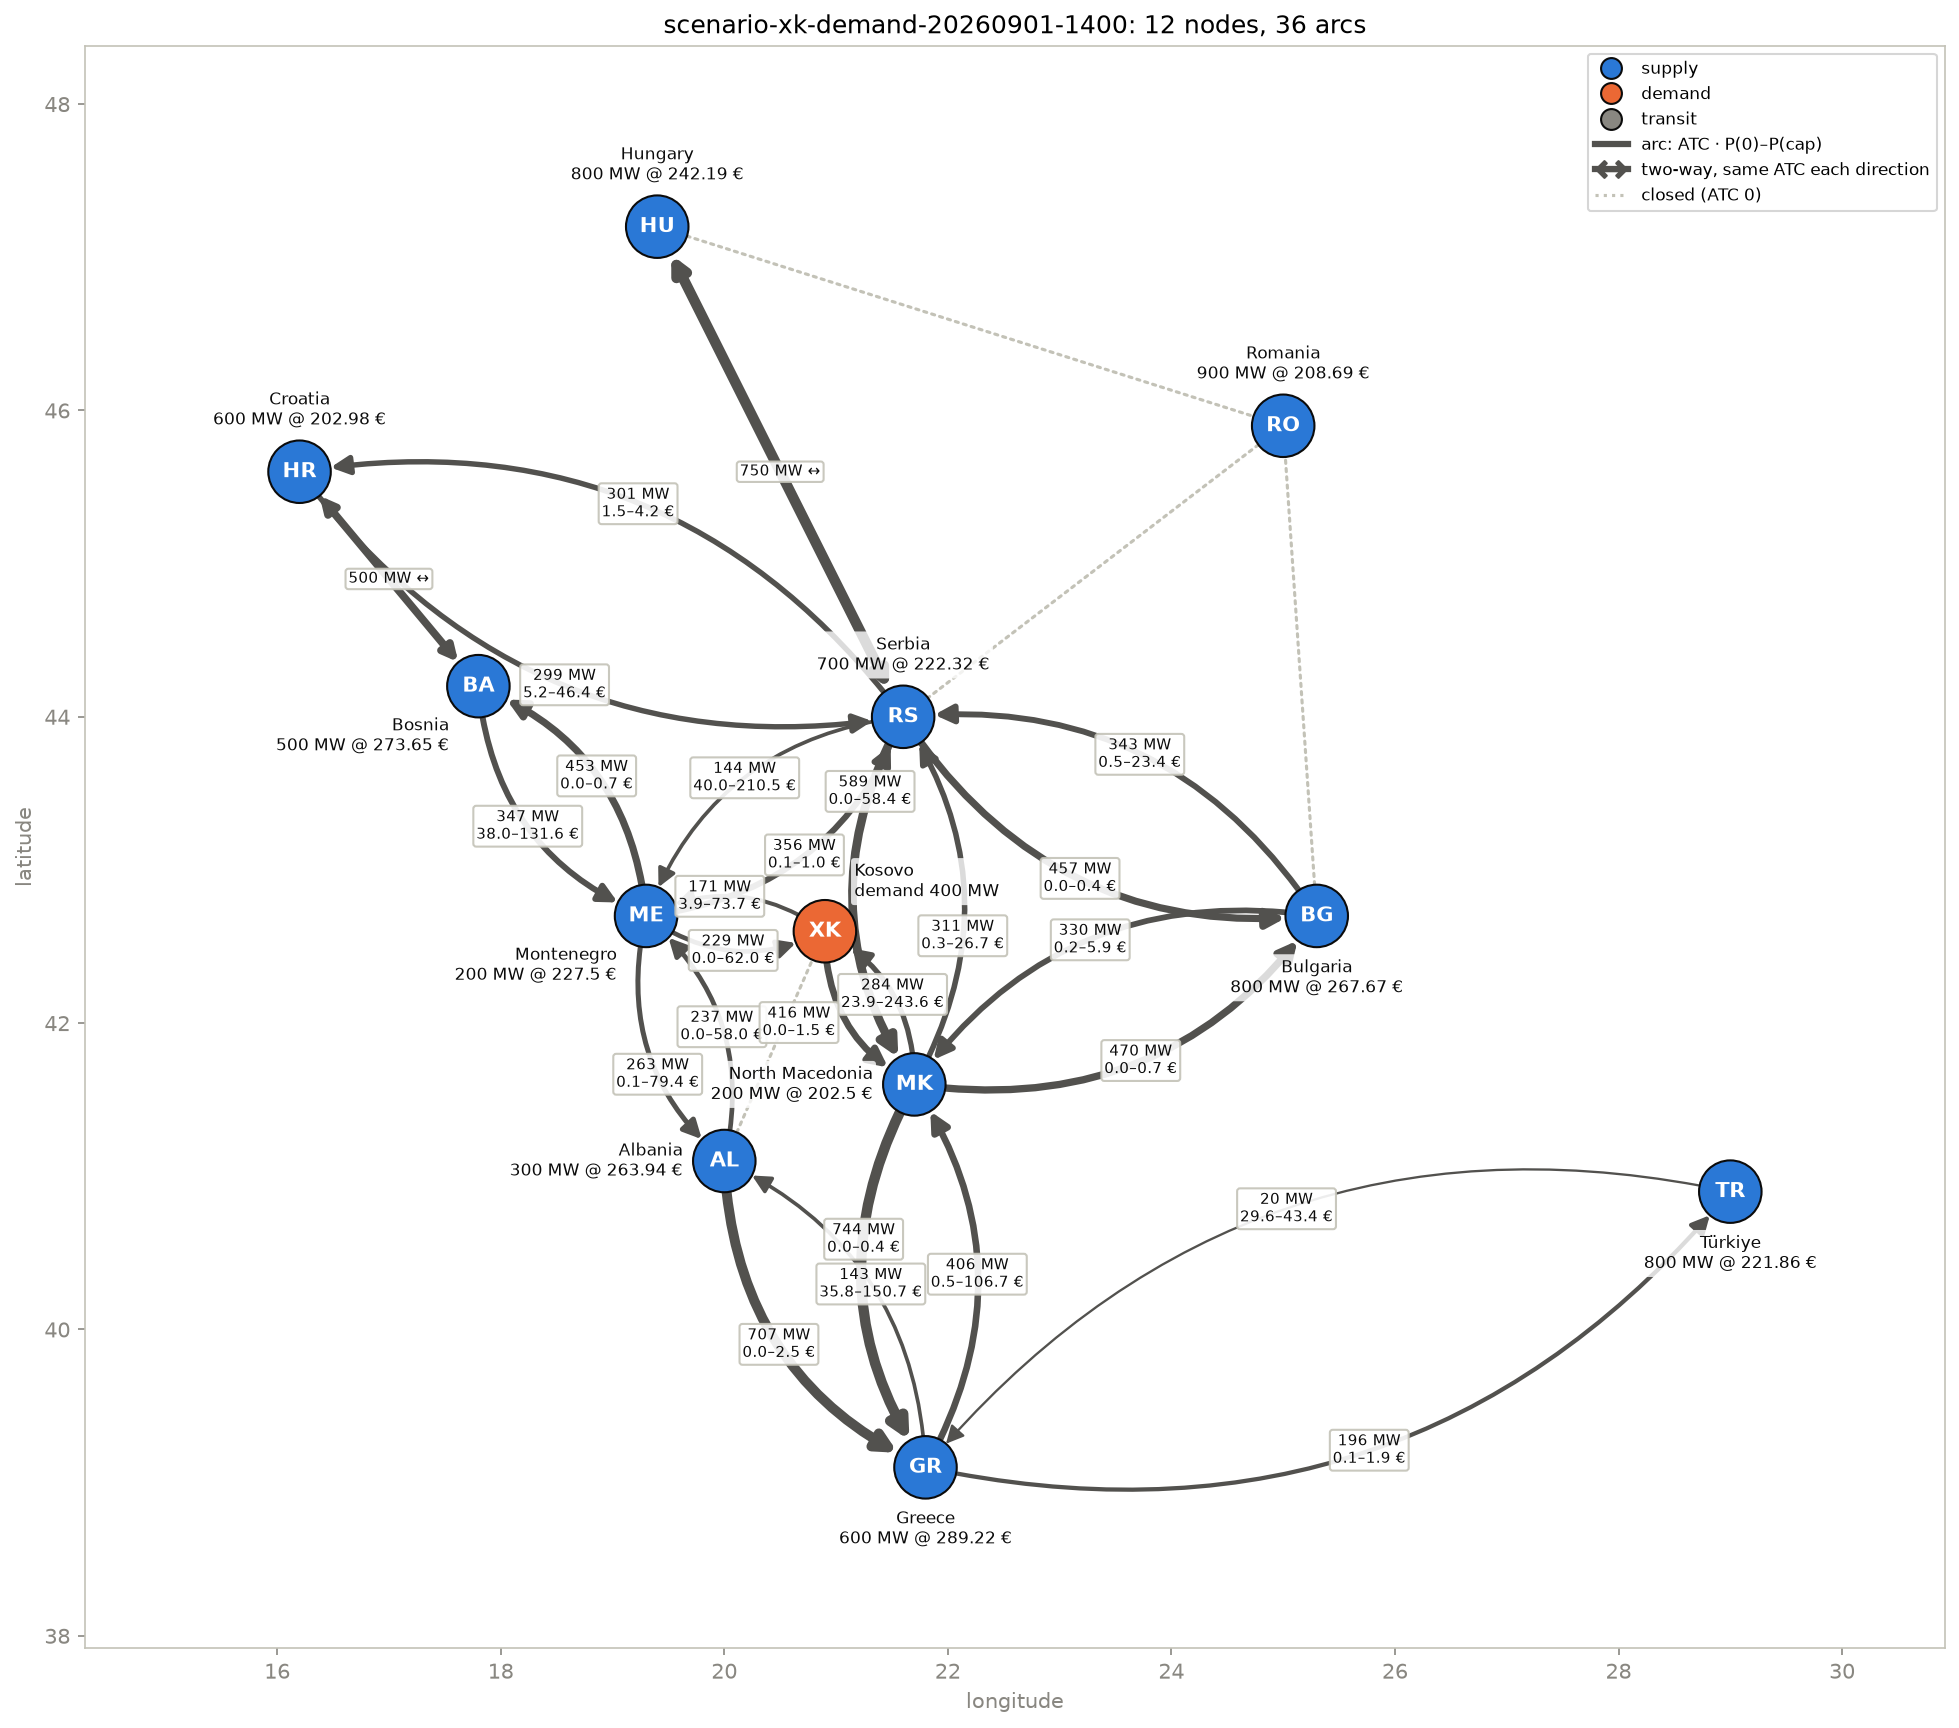 scenario-xk-demand-20260901-1400: 12 nodes, 36 arcs
supply
demand
transit
arc: ATC · P(0)–P(cap)
two-way, same ATC each direction
closed (ATC 0)
48
46
44
42
40
38
latitude
16
18
20
22
24
26
28
30
longitude
Hungary
800 MW @ 242.19 €
HU
Romania
900 MW @ 208.69 €
RO
Croatia
600 MW @ 202.98 €
HR
750 MW ↔
301 MW
1.5–4.2 €
500 MW ↔
Serbia
700 MW @ 222.32 €
RS
299 MW
5.2–46.4 €
BA
Bosnia
500 MW @ 273.65 €
453 MW
0.0–0.7 €
144 MW
40.0–210.5 €
589 MW
0.0–58.4 €
343 MW
0.5–23.4 €
347 MW
38.0–131.6 €
356 MW
0.1–1.0 €
Kosovo
demand 400 MW
457 MW
0.0–0.4 €
171 MW
3.9–73.7 €
ME
XK
BG
Montenegro
200 MW @ 227.5 €
229 MW
0.0–62.0 €
311 MW
0.3–26.7 €
330 MW
0.2–5.9 €
Bulgaria
800 MW @ 267.67 €
284 MW
23.9–243.6 €
237 MW
0.0–58.0 €
416 MW
0.0–1.5 €
263 MW
0.1–79.4 €
North Macedonia
200 MW @ 202.5 €
MK
470 MW
0.0–0.7 €
Albania
300 MW @ 263.94 €
AL
TR
Türkiye
800 MW @ 221.86 €
20 MW
29.6–43.4 €
744 MW
0.0–0.4 €
143 MW
35.8–150.7 €
406 MW
0.5–106.7 €
707 MW
0.0–2.5 €
196 MW
0.1–1.9 €
GR
Greece
600 MW @ 289.22 €